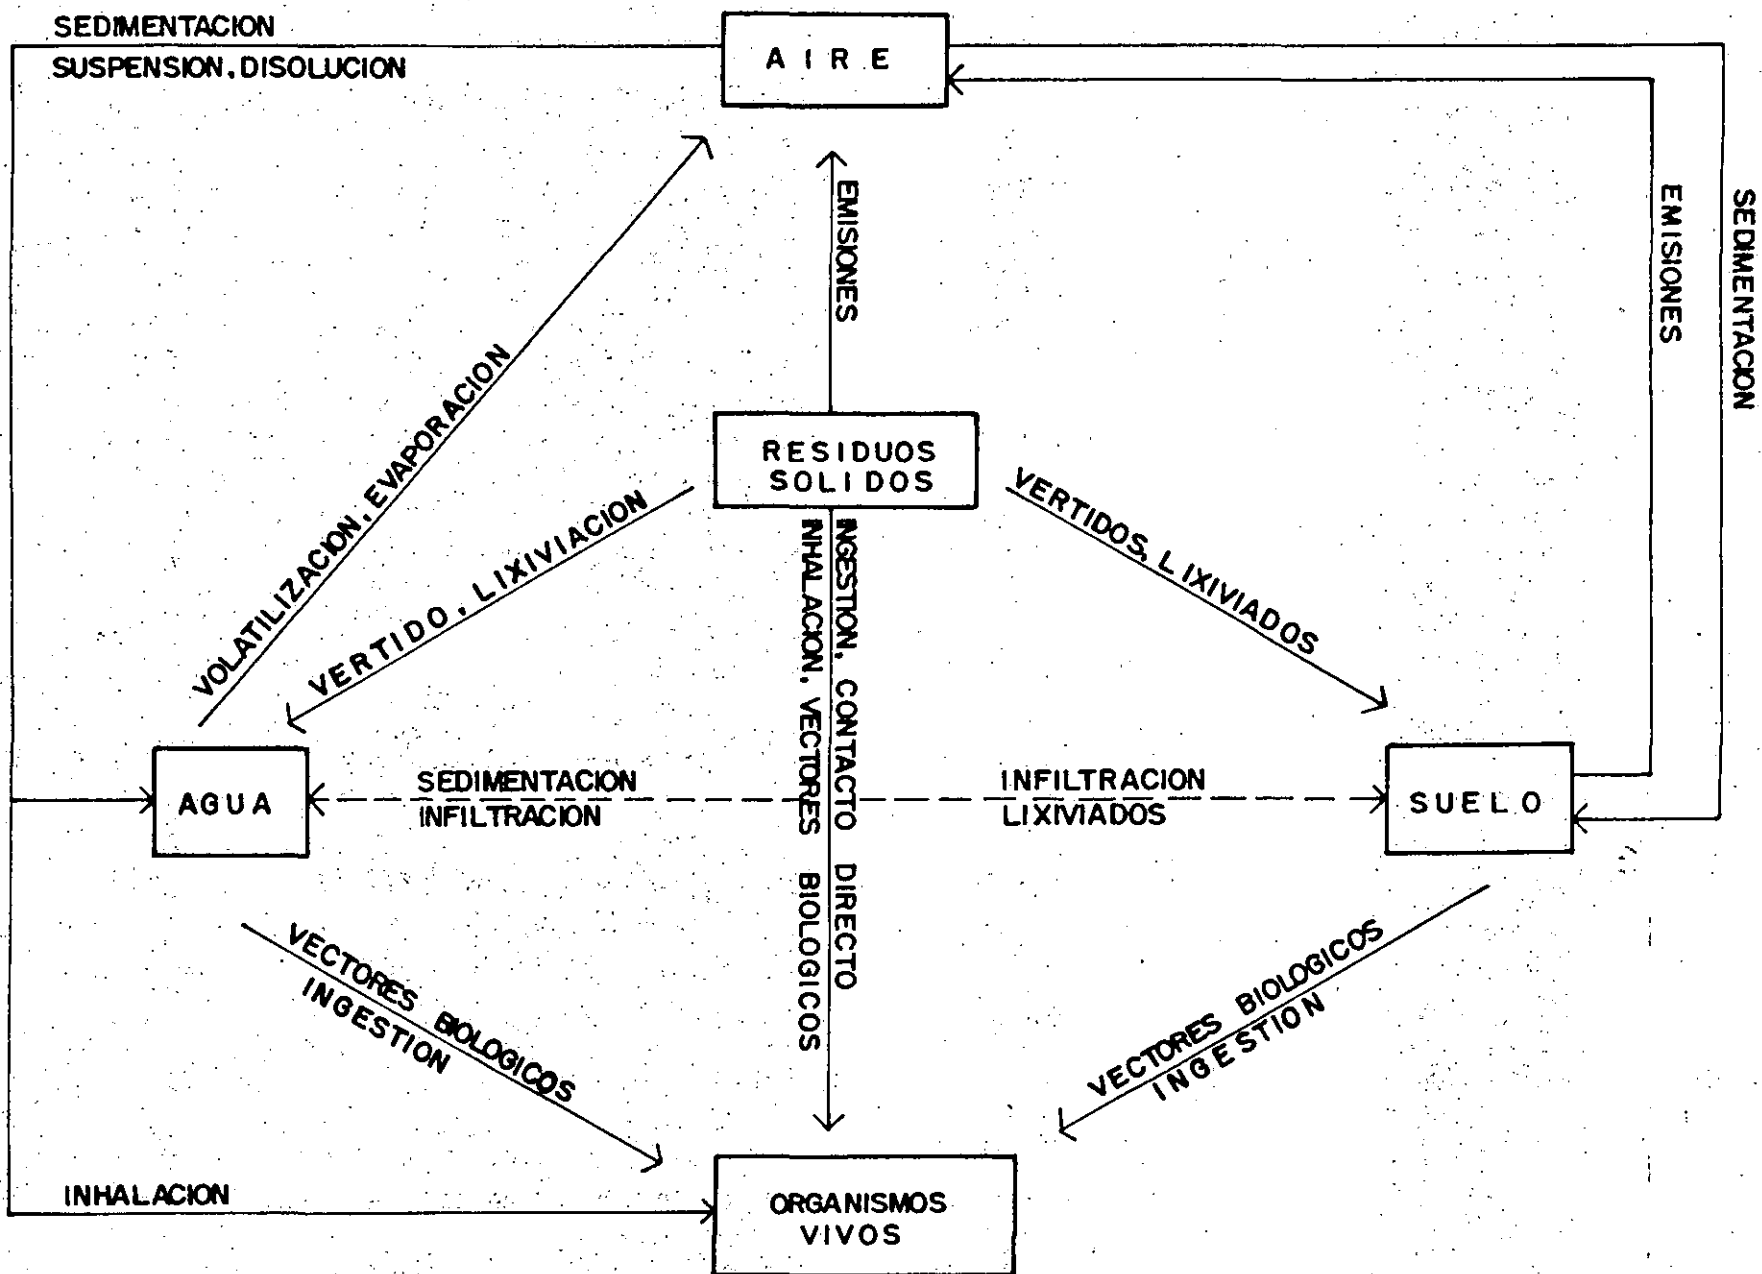 SEDIMENTACION
SUSPENSION, DISOLUCION
AIRE
EMISIONES
EMISIONES
SEDIMENTACION
VOLATILIZACION, EVAPORACION
RESIDUOS
SOLIDOS
VERTIDO, LIXIVIACION
VERTIDOS, LIXIVIADOS
INGESTION, CONTACTO DIRECTO
INHALACION, VECTORES BIOLOGICOS
AGUA
SEDIMENTACION
INFILTRACION
INFILTRACION
LIXIVIADOS
SUELO
VECTORES BIOLOGICOS
INGESTION
VECTORES BIOLOGICOS
INGESTION
INHALACION
ORGANISMOS
VIVOS